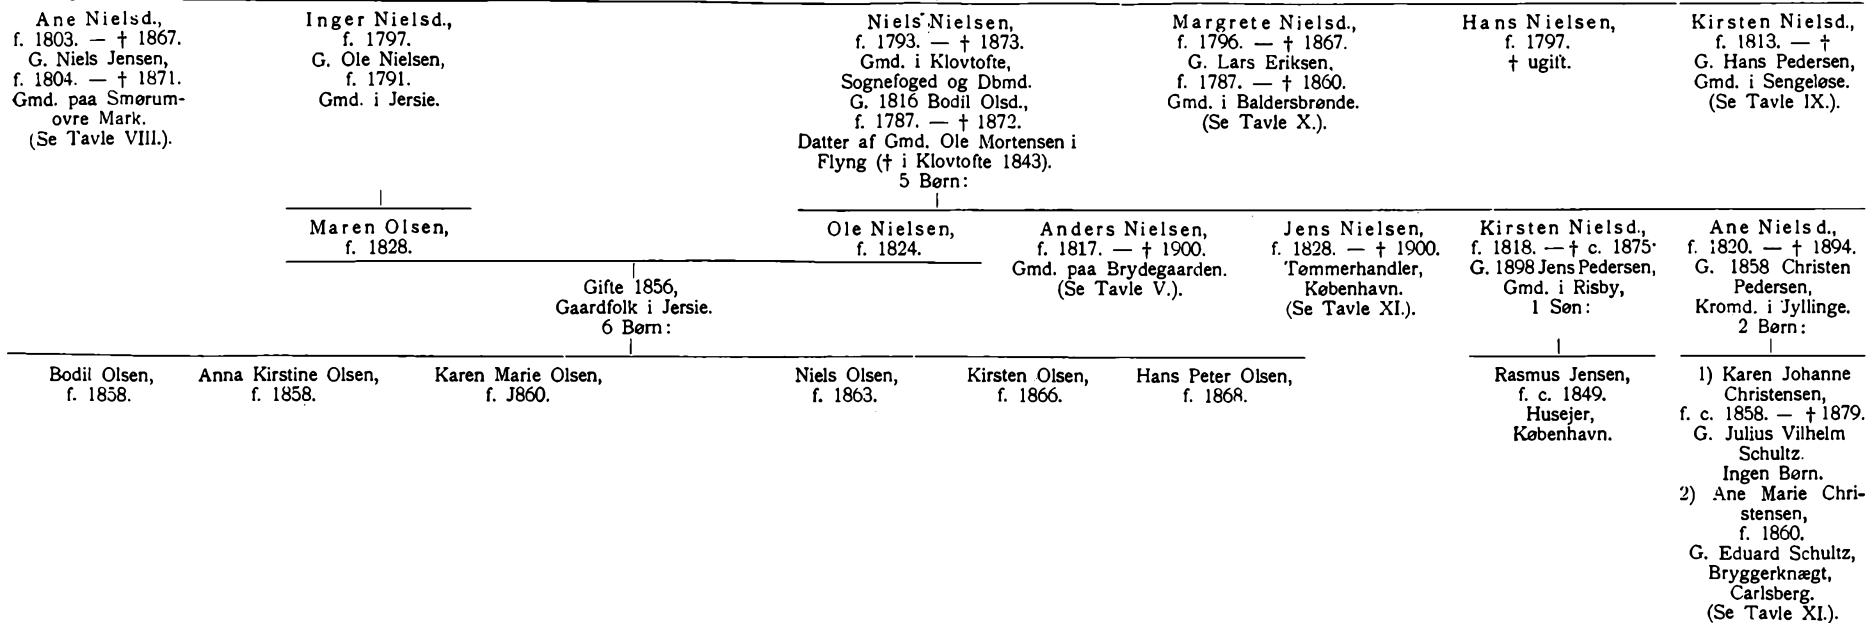 Ane Nielsd.,
f. 1803. — † 1867.
G. Niels Jensen,
f. 1804. — † 1871.
Gmd. paa Smørum-
ovre Mark.
(Se Tavle VIII.).
Inger Nielsd.,
f. 1797.
G. Ole Nielsen,
f. 1791.
Gmd. i Jersie.
Niels Nielsen,
f. 1793. — † 1873.
Gmd. i Klovtofte,
Sognefoged og Dbmd.
G. 1816 Bodil Olsd.,
f. 1787. — † 1872.
Datter af Gmd. Ole Mortensen i
Flyng († i Klovtofte 1843).
5 Børn:
Margrete Nielsd.,
f. 1796. — † 1867.
G. Lars Eriksen,
f. 1787. — † 1860.
Gmd. i Baldersbrønde.
(Se Tavle X.).
Hans Nielsen,
f. 1797.
† ugift.
Kirsten Nielsd.,
f. 1813. — †
G. Hans Pedersen,
Gmd. i Sengeløse.
(Se Tavle IX.).
Maren Olsen,
f. 1828.
Ole Nielsen,
f. 1824.
Gifte 1856,
Gaardfolk i Jersie.
6 Børn:
Anders Nielsen,
f. 1817. — † 1900.
Gmd. paa Brydegaarden.
(Se Tavle V.).
Jens Nielsen,
f. 1828. — † 1900.
Tømmerhandler,
København.
(Se Tavle XI.).
Kirsten Nielsd.,
f. 1818. — † c. 1875.
G. 1898 Jens Pedersen,
Gmd. i Risby,
1 Søn:
Ane Nielsd.,
f. 1820. — † 1894.
G. 1858 Christen
Pedersen,
Kromd. i Jyllinge.
2 Børn:
Bodil Olsen,
f. 1858.
Anna Kirstine Olsen,
f. 1858.
Karen Marie Olsen,
f. J860.
Niels Olsen,
f. 1863.
Kirsten Olsen,
f. 1866.
Hans Peter Olsen,
f. 1868.
Rasmus Jensen,
f. c. 1849.
Husejer,
København.
1) Karen Johanne
Christensen,
f. c. 1858. — † 1879.
G. Julius Vilhelm
Schultz.
Ingen Børn.
2) Ane Marie Chri-
stensen,
f. 1860.
G. Eduard Schultz,
Bryggerknægt,
Carlsberg.
(Se Tavle XI.).